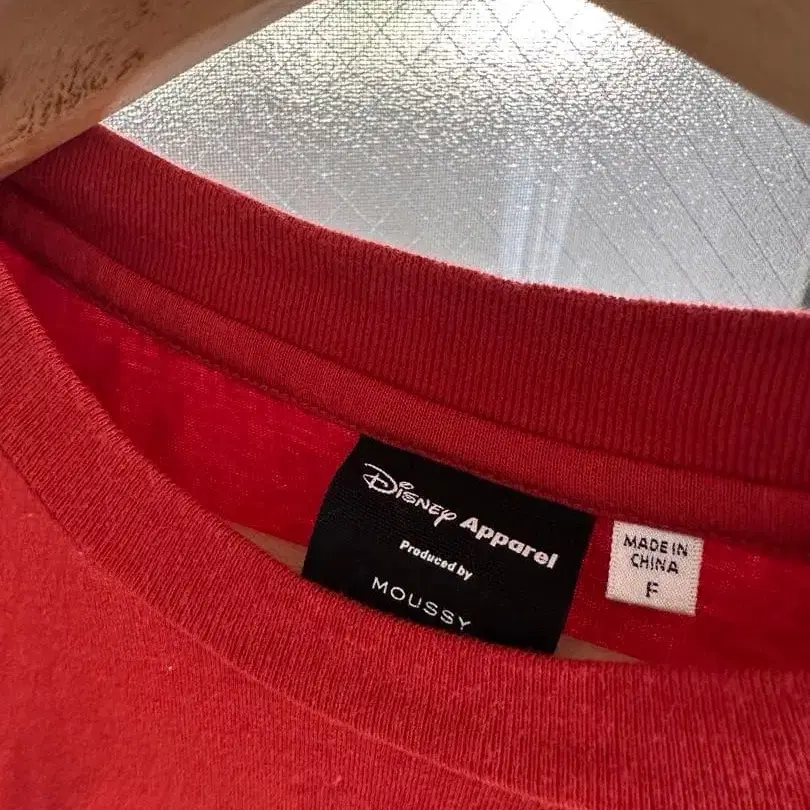 Disney Apparel
Produced by
MOUSSY
MADE IN
CHINA
F